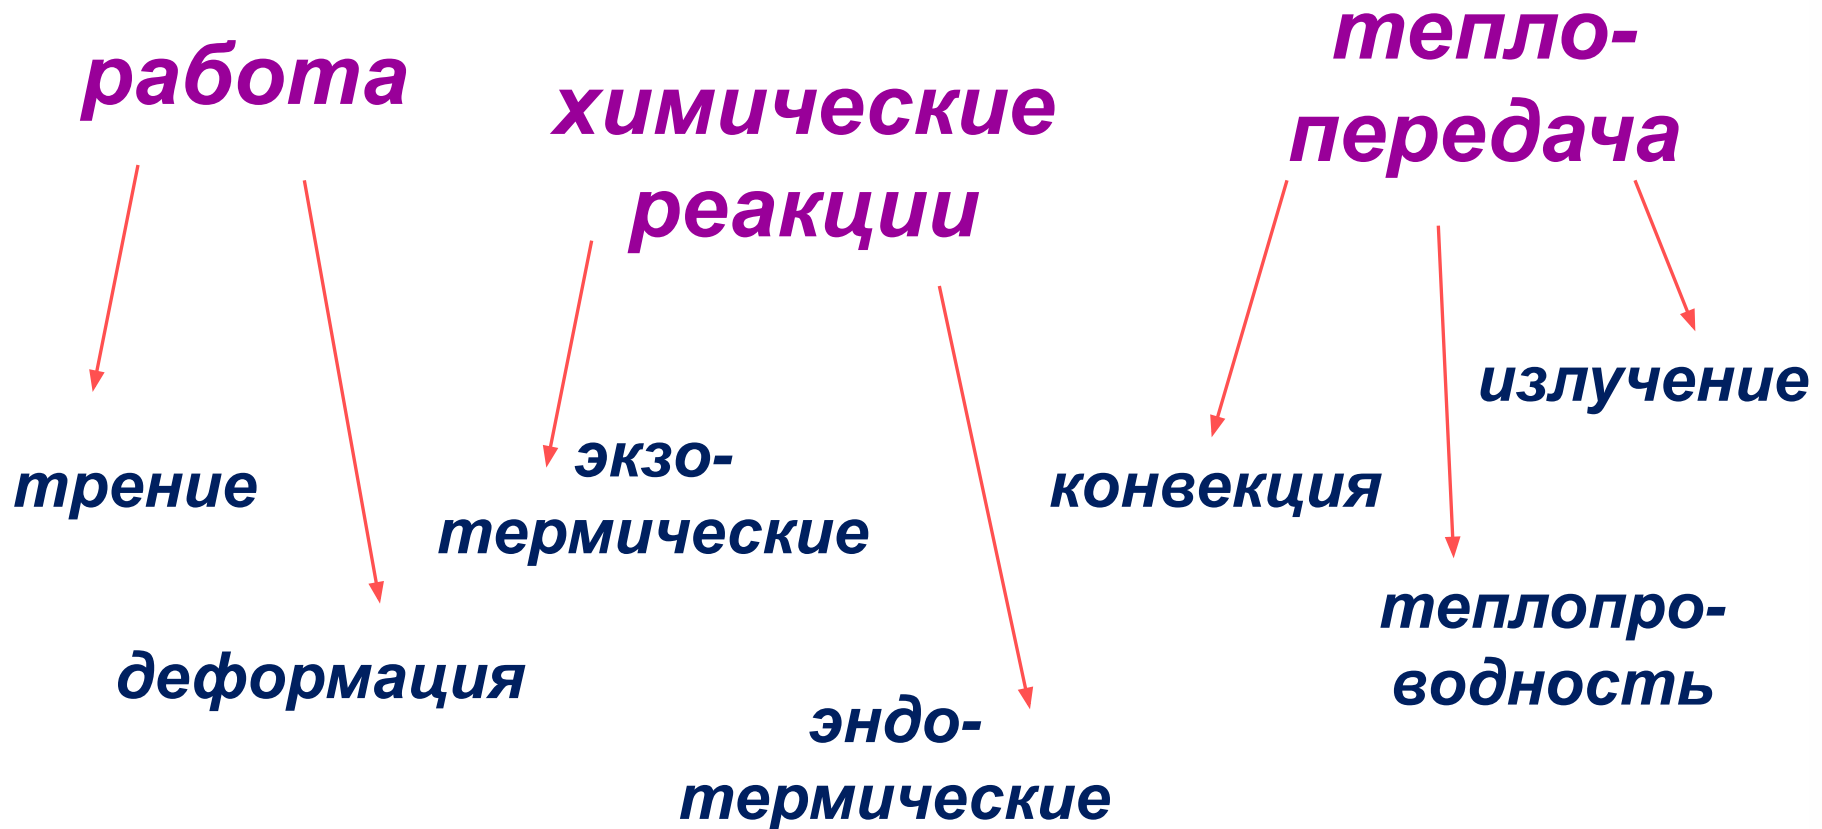 работа
трение
деформация
химические
реакции
экзо-
термические
эндо-
термические
тепло-
передача
конвекция
теплопро-
водность
излучение